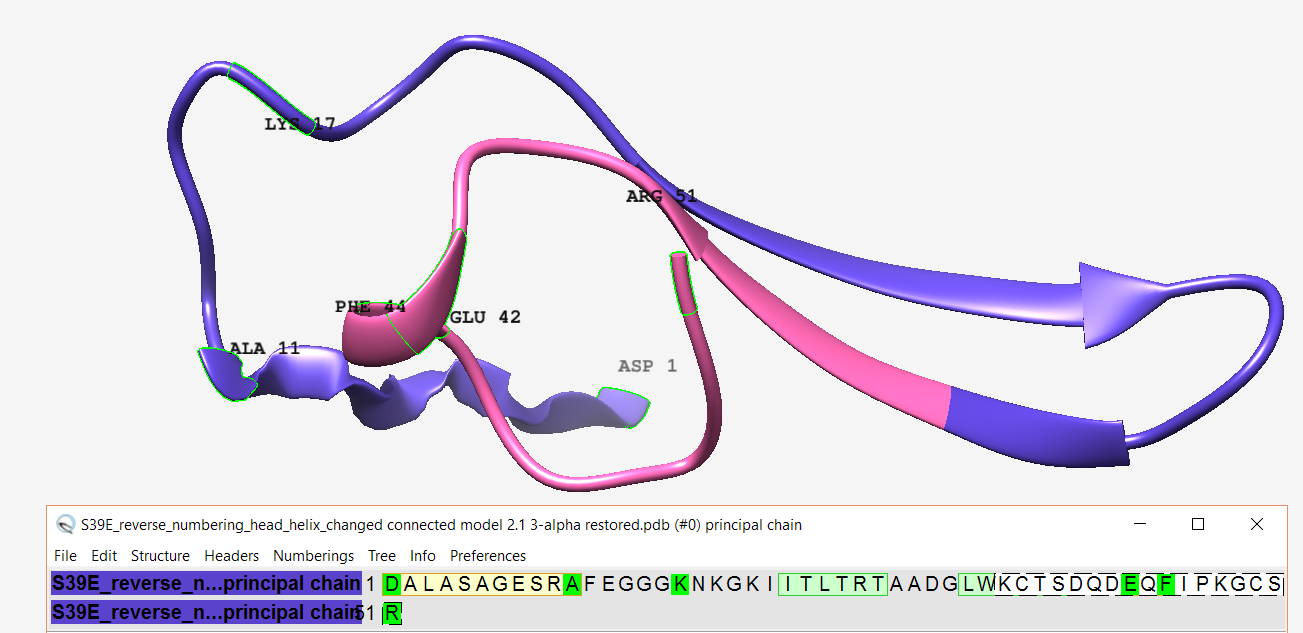 LYS 17
ARG 51
PHE 44
GLU 42
ALA 11
ASP 1
S39E_reverse_numbering_head_helix_changed connected model 2.1 3-alpha restored.pdb (#0) principal chain
File Edit Structure Headers Numberings Tree Info Preferences
S39E_reverse_n...principal chain 1 DALASAGESRAFEGGGKNKGKIITLTRTAADGLWKCTSDQDEQFIPKGCS
S39E_reverse_n...principal chain 51 R